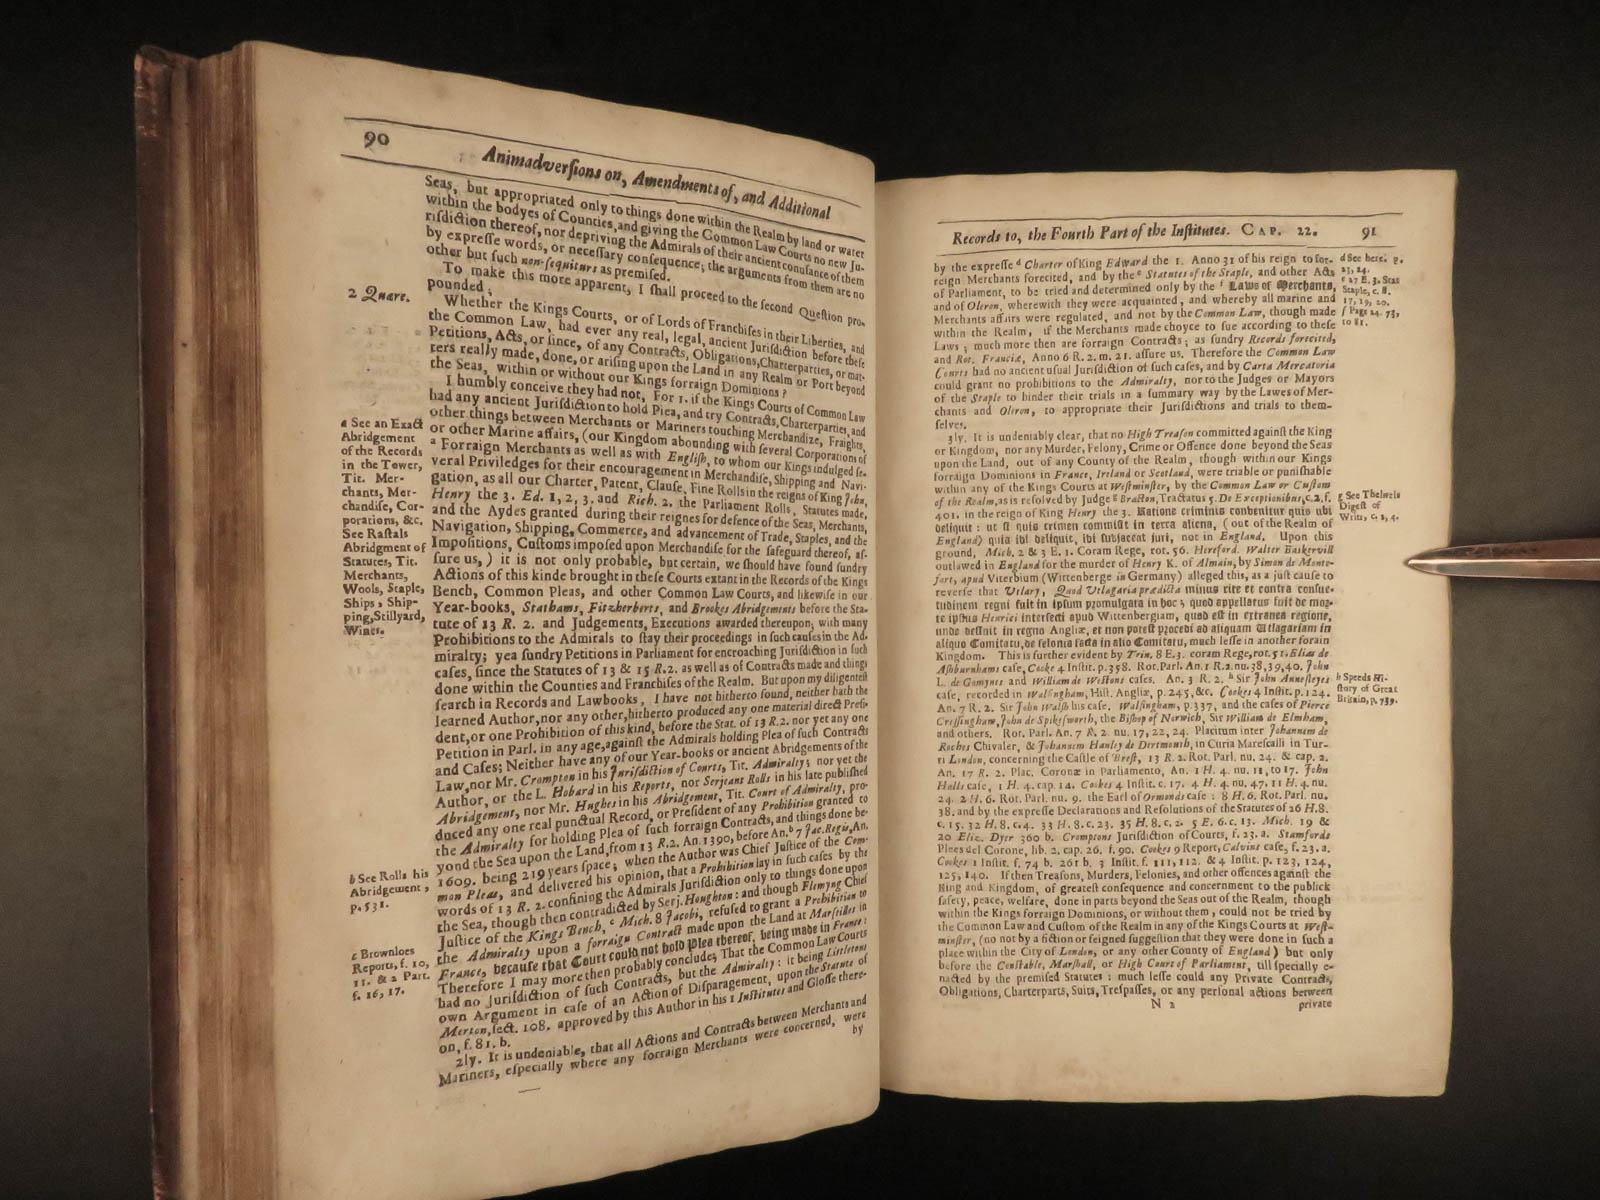 90
Animadversions on, Amendments of, and Additional
Seas, but appropriated only to things done within the Realm by land or water
within the bodyes of Counties, and giving the Common Law Courts no new Ju-
risdiction thereof, nor depriving the Admirals of their ancient conusance of them
by expresse words, or necessary consequence; the arguments from them are no
other but such non-sequiturs as premised.
To make this more apparent, I shall proceed to the second Question pro-
pounded;
2 Quære.
Whether the Kings Courts, or of Lords of Franchises in their Liberties, and
the Common Law, had ever any real, legal, ancient Jurisdiction before these
Petitions, Acts, or since, of any Contracts, Obligations, Charterparties, or mat-
ters really made, done, or arising upon the Land in any Realm or Port beyond
the Seas, within or without our Kings forraign Dominions?
I humbly conceive they had not, For 1. if the Kings Courts of Common Law
had any ancient Jurisdiction to hold Plea, and try Contracts, Charterparties, and
other things between Merchants or Mariners touching Merchandize, Fraights,
or other Marine affairs, (our Kingdom abounding with several Corporations of
a Forraign Merchants as well as with English, to whom our Kings indulged se-
veral Priviledges for their encouragement in Merchandise, Shipping and Navi-
gation, as all our Charter, Patent, Clause, Fine Rolls in the reigns of King John,
Henry the 3. Ed. 1, 2, 3. and Rich. 2. the Parliament Rolls, Statutes made,
and the Aydes granted during their reignes for defence of the Seas, Merchants,
Navigation, Shipping, Commerce, and advancement of Trade, Staples, and the
Impositions, Customs imposed upon Merchandise for the safeguard thereof, as-
sure us,) it is not only probable, but certain, we should have found sundry
Actions of this kinde brought in these Courts extant in the Records of the Kings
Bench, Common Pleas, and other Common Law Courts, and likewise in our
Year-books, Stathams, Fitzherberts, and Brookes Abridgements before the Sta-
tute of 13 R. 2. and Judgements, Executions awarded thereupon, with many
Prohibitions to the Admirals to stay their proceedings in such causes in the Ad-
miralty; yea sundry Petitions in Parliament for encroaching Jurisdiction in such
cases, since the Statutes of 13 & 15 R.2. as well as of Contracts made and things
done within the Counties and Franchises of the Realm. But upon my diligentest
search in Records and Lawbooks, I have not hitherto found, neither hath the
learned Author, nor any other, hitherto produced any one material direct Presi-
dent, or one Prohibition of this kind, before the Stat. of 13 R.2. nor yet any one
Petition in Parl. in any age, against the Admirals holding Plea of such Contracts
and Cases; Neither have any of our Year-books or ancient Abridgements of the
Law, nor Mr. Crompton in his Jurisdiction of Courts, Tit. Admiralty; nor yet the
Author, or the L. Hobard in his Reports, nor Serjeant Rolls in his late published
Abridgement, nor Mr. Hughes in his Abridgement, Tit. Court of Admiralty, pro-
duced any one real punctual Record, or President of any Prohibition granted to
the Admiralty for holding Plea of such forraign Contracts, and things done be-
yond the Sea upon the Land, from 13 R.2. An. 1390, before An. b 7 Jac. Regis, An.
1609. being 219 years space; when the Author was Chief Justice of the Com-
mon Pleas, and delivered his opinion, that a Prohibition lay in such cases by the
words of 13 R. 2. confining the Admirals Jurisdiction only to things done upon
the Sea, though then contradicted by Serj. Houghton: and though Flemyng Chief
Justice of the Kings Bench, c Mich. 8 Jacobi, refused to grant a Prohibition to
the Admiralty upon a forraign Contract made upon the Land at Marseilles in
France, because that Court could not hold Plea thereof, being made in France:
Therefore I may more then probably conclude, That the Common Law Courts
had no Jurisdiction of such Contracts, but the Admiralty: it being Littletons
own Argument in case of an Action of Disparagement, upon the Statute of
Merton, sect. 108. approved by this Author in his 1 Institutes and Glosse there-
on, f. 81. b.
2ly. It is undeniable, that all Actions and Contracts between Merchants and
Mariners, especially where any forraign Merchants were concerned, were
by
a See an Exact
Abridgement
of the Records
in the Tower,
Tit. Mer-
chants, Mer-
chandise, Cor-
porations, &c.
See Rastals
Abridgment of
Statutes, Tit.
Merchants,
Wools, Staple,
Ships, Ship-
ping, Stillyard,
Wines.
b See Rolls his
Abridgement,
p. 531.
c Brownloes
Reports, f. 10,
11. & 2 Part.
f. 16, 17.
Records to, the Fourth Part of the Institutes. CAP. 22.
91
by the expresse d Charter of King Edward the 1. Anno 31 of his reign to for-
reign Merchants forecited, and by the e Statutes of the Staple, and other Acts
of Parliament, to be tried and determined only by the f Laws of Merchants,
and of Oleron, wherewith they were acquainted, and whereby all marine and
Merchants affairs were regulated, and not by the Common Law, though made
within the Realm, if the Merchants made choyce to sue according to these
Laws; much more then are forraign Contracts; as sundry Records forecited,
and Rot. Franciæ, Anno 6 R. 2. m. 21. assure us. Therefore the Common Law
Courts had no ancient usual Jurisdiction of such cases, and by Carta Mercatoria
could grant no prohibitions to the Admiralty, nor to the Judges or Mayors
of the Staple to hinder their trials in a summary way by the Lawes of Mer-
chants and Oleron, to appropriate their Jurisdictions and trials to them-
selves.
3ly. It is undeniably clear, that no High Treason committed against the King
or Kingdom, nor any Murder, Felony, Crime or Offence done beyond the Seas
upon the Land, out of any County of the Realm, though within our Kings
forraign Dominions in France, Ireland or Scotland, were triable or punishable
within any of the Kings Courts at Westminster, by the Common Law or Custom
of the Realm, as is resolved by Judge g Bracton, Tractatus 5. De Exceptionibus, c. 2. f.
401. in the reign of King Henry the 3. Ratione criminis conbenitur quis ubi
deliquit: ut si quis crimen commisit in terra aliena, (out of the Realm of
England) quia ibi deliquit, ibi subjaceat juri, not in England. Upon this
ground, Mich. 2 & 3 E. 1. Coram Rege, rot. 56. Hereford. Walter Baskervill
outlawed in England for the murder of Henry K. of Almain, by Simon de Monte-
fort, apud Viterbium (Wittenberge in Germany) alleged this, as a just cause to
reverse that Utlary, Quod Utlagaria prædicta minus rite et contra consue-
tudinem regni fuit in ipsum promulgata in hoc; quod appellatus fuit de mor-
te ipsius Henrici intersecti apud Wittenbergiam, quod est in extranea regione,
unde dessuit in regno Angliæ, et non potest procedi ad aliquam Utlagariam in
aliquo Comitatu, de felonia facta in alio Comitatu, much lesse in another forain
Kingdom. This is further evident by Trin. 8 E.3. coram Rege, rot. 51. Elias de
Ashburnhams case, Cooke 4 Instit. p. 358. Rot. Parl. An. 1 R. 2. nu. 38, 39, 40. John
L. de Gomynes and William de Westons cases. An. 3 R. 2. h Sir John Annesleyes
case, recorded in Walsingham, Hist. Angliæ, p. 245, &c. Cookes 4 Instit. p. 124.
An. 7 R. 2. Sir John Walsh his case. Walsingham, p. 337, and the cases of Pierce
Cressingham, John de Spikesworth, the Bishop of Norwich, Sir William de Elmham,
and others. Rot. Parl. An. 7 R. 2. nu. 17, 22, 24. Placitum inter Johannem de
Roches Chivaler, & Johannem Hanley de Dertmouth, in Curia Marescalli in Tur-
ri London, concerning the Castle of Brest, 13 R. 2. Rot. Parl. nu. 24. & cap. 2.
An. 17 R. 2. Plac. Coronæ in Parliamento, An. 1 H. 4. nu. 11, to 17. John
Halls case, 1 H. 4. cap. 14. Cookes 4 Instit. c. 17. 4 H. 4. nu. 47. 11 H. 4. nu.
24. 2 H. 6. Rot. Parl. nu. 9. the Earl of Ormonds case: 8 H. 6. Rot. Parl. nu.
38. and by the expresse Declarations and Resolutions of the Statutes of 26 H. 8.
c. 13. 32 H. 8. c. 4. 33 H. 8. c. 23. 35 H. 8. c. 2. 5 E. 6. c. 13. Mich. 19 &
20 Eliz. Dyer 360 b. Cromptons Jurisdiction of Courts, f. 23. a. Stamfords
Plees del Corone, lib. 2. cap. 26. f. 90. Cookes 9 Report, Calvins case, f. 23. a.
Cookes 1 Instit. f. 74 b. 261 b. 3 Instit. f. 111, 112. & 4 Instit. p. 123, 124,
125, 140. If then Treasons, Murders, Felonies, and other offences against the
King and Kingdom, of greatest consequence and concernment to the publick
safety, peace, welfare, done in parts beyond the Seas out of the Realm, though
within the Kings forraign Dominions, or without them, could not be tried by
the Common Law and Custom of the Realm in any of the Kings Courts at West-
minster, (no not by a fiction or feigned suggestion that they were done in such a
place within the City of London, or any other County of England) but only
before the Constable, Marshall, or High Court of Parliament, till specially e-
nacted by the premised Statutes: much lesse could any Private Contracts,
Obligations, Charterparts, Suits, Trespasses, or any personal actions between
N 2
private
d See here. p.
23, 24.
e 27 E. 3. Stat
Staple, c. 8.
17, 19, 20.
f Page 24. 73,
to 81.
g See Thelwels
Digest of
Writs, c. 2, 4.
h Speeds Hi-
story of Great
Britain, p. 739.